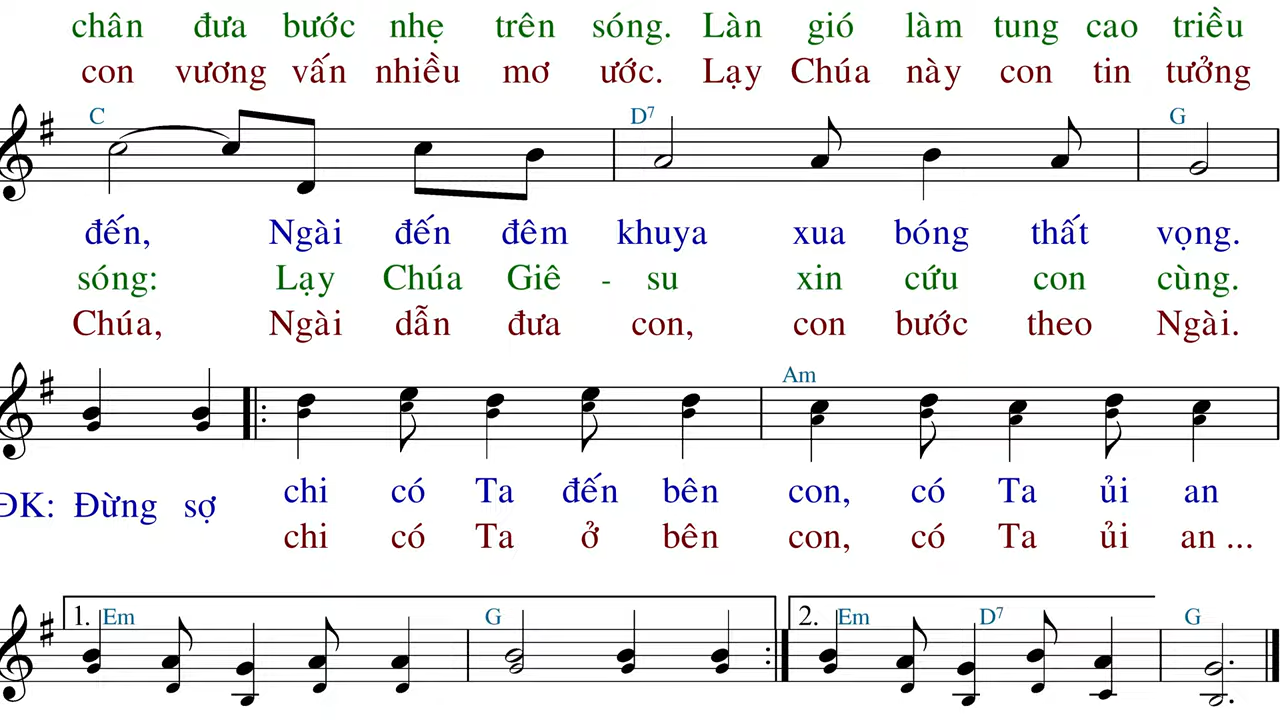 chân đưa bước nhẹ trên sóng. Làn gió làm tung cao triều
con vương vấn nhiều mơ ước. Lạy Chúa này con tin tưởng
C D7 G
đến, Ngài đến đêm khuya xua bóng thất vọng.
sóng: Lạy Chúa Giê - su xin cứu con cùng.
Chúa, Ngài dẫn đưa con, con bước theo Ngài.
Am
ĐK: Đừng sợ chi có Ta đến bên con, có Ta ủi an
chi có Ta ở bên con, có Ta ủi an ...
1. Em G 2. Em D7 G